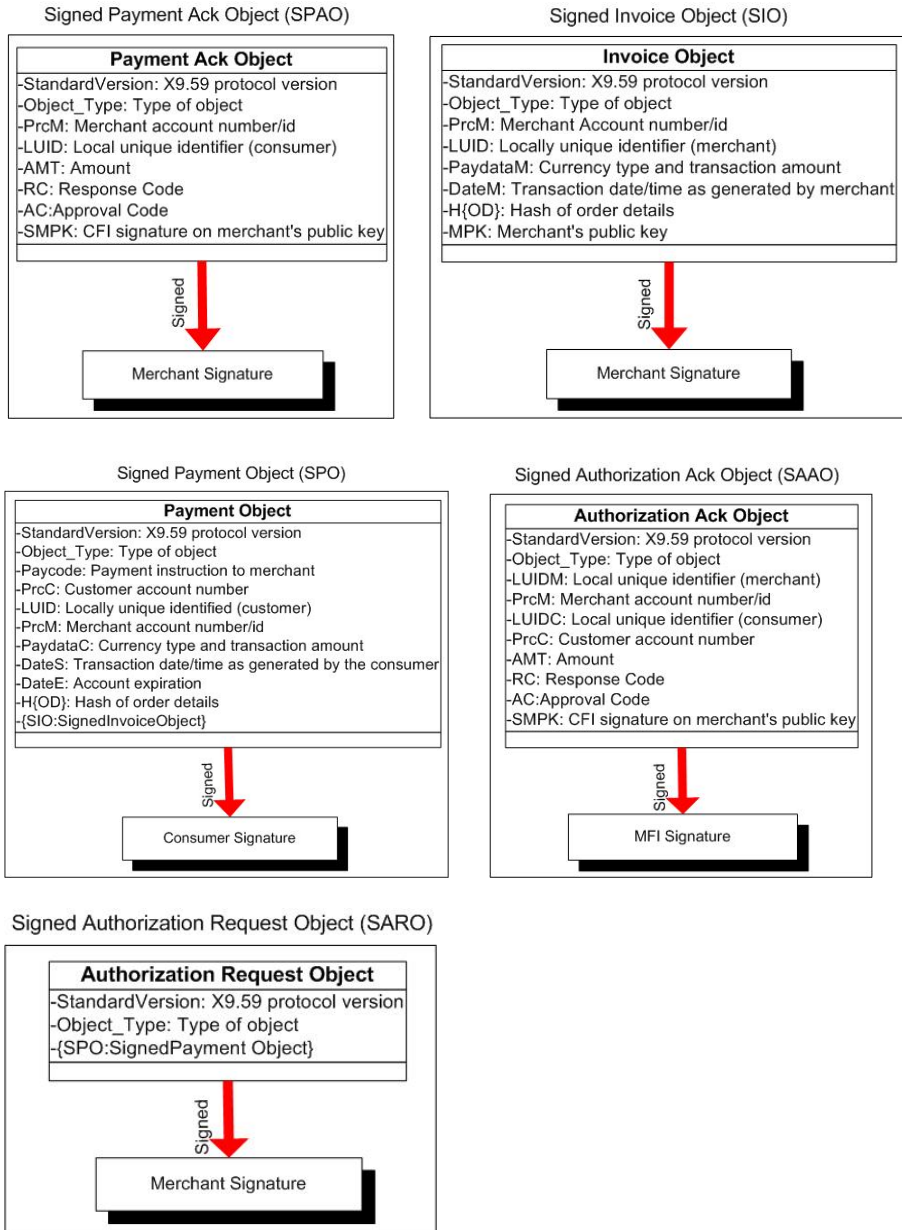 Signed Payment Ack Object (SPAO)
Payment Ack Object
-StandardVersion: X9.59 protocol version
-Object_Type: Type of object
-PrcM: Merchant account number/id
-LUID: Local unique identifier (consumer)
-AMT: Amount
-RC: Response Code
-AC:Approval Code
-SMPK: CFI signature on merchant's public key
Signed
Merchant Signature
Signed Invoice Object (SIO)
Invoice Object
-StandardVersion: X9.59 protocol version
-Object_Type: Type of object
-PrcM: Merchant Account number/id
-LUID: Locally unique identifier (merchant)
-PaydataM: Currency type and transaction amount
-DateM: Transaction date/time as generated by merchant
-H{OD}: Hash of order details
-MPK: Merchant's public key
Signed
Merchant Signature
Signed Payment Object (SPO)
Payment Object
-StandardVersion: X9.59 protocol version
-Object_Type: Type of object
-Paycode: Payment instruction to merchant
-PrcC: Customer account number
-LUID: Locally unique identified (customer)
-PrcM: Merchant account number/id
-PaydataC: Currency type and transaction amount
-DateS: Transaction date/time as generated by the consumer
-DateE: Account expiration
-H{OD}: Hash of order details
-{SIO:SignedInvoiceObject}
Signed
Consumer Signature
Signed Authorization Ack Object (SAAO)
Authorization Ack Object
-StandardVersion: X9.59 protocol version
-Object_Type: Type of object
-LUIDM: Local unique identifier (merchant)
-PrcM: Merchant account number/id
-LUIDC: Local unique identifier (consumer)
-PrcC: Customer account number
-AMT: Amount
-RC: Response Code
-AC:Approval Code
-SMPK: CFI signature on merchant's public key
Signed
MFI Signature
Signed Authorization Request Object (SARO)
Authorization Request Object
-StandardVersion: X9.59 protocol version
-Object_Type: Type of object
-{SPO:SignedPayment Object}
Signed
Merchant Signature